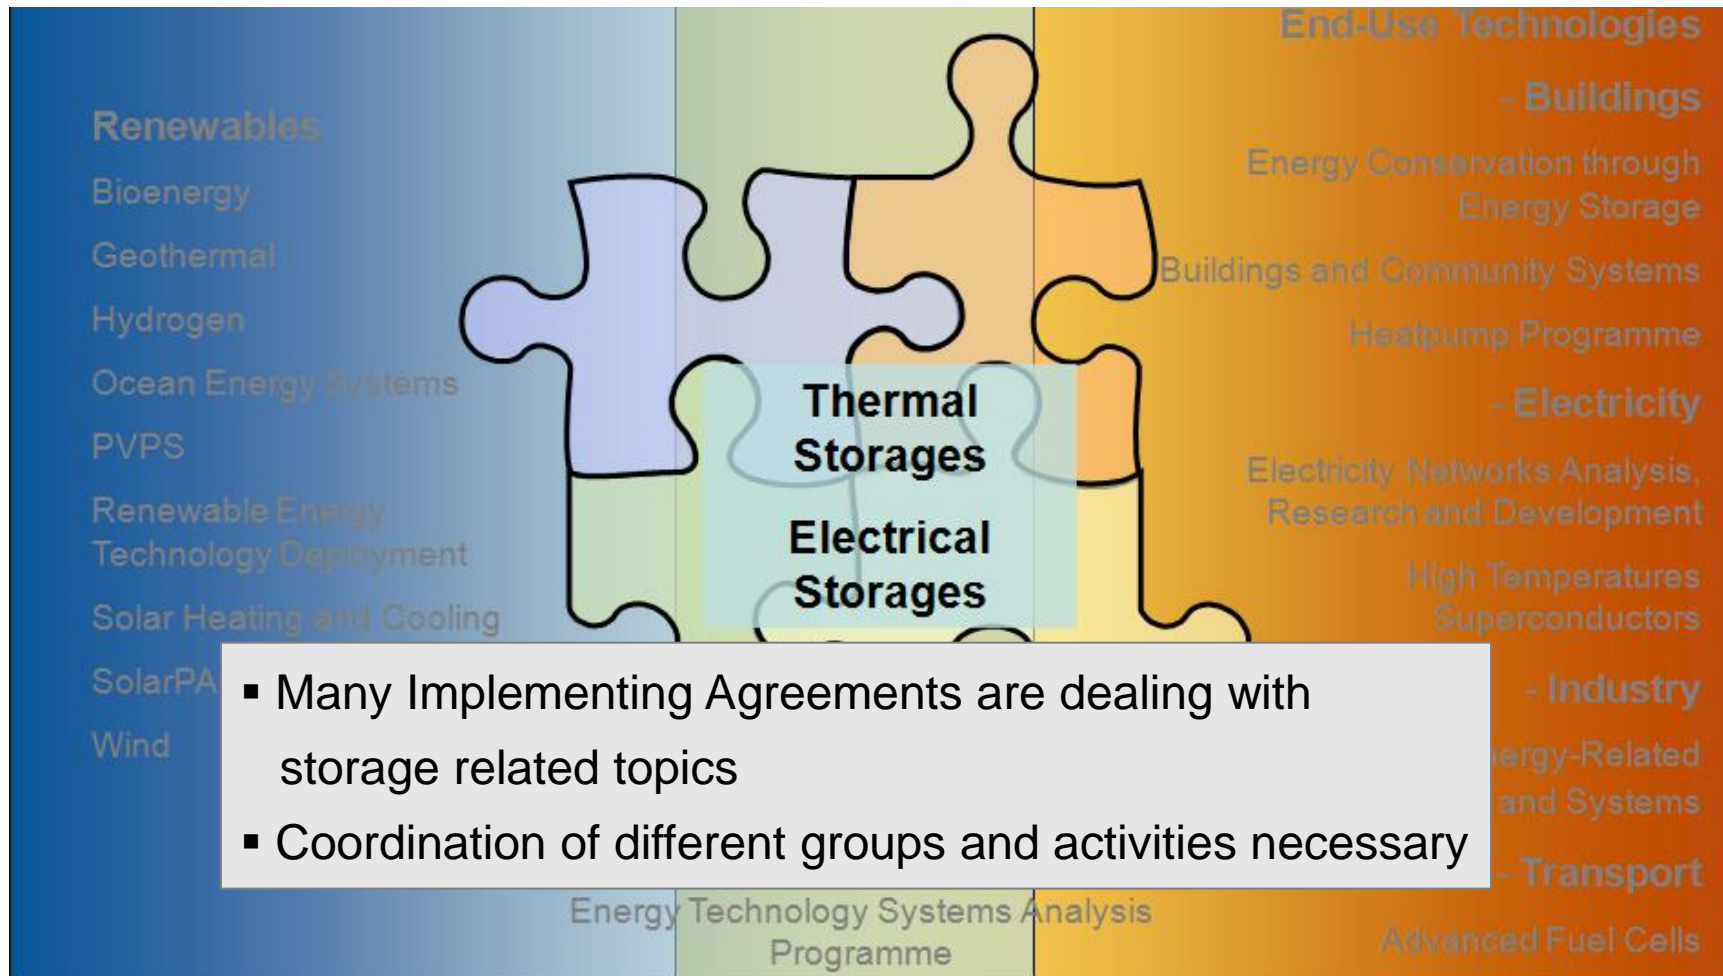 Renewables
Bioenergy
Geothermal
Hydrogen
Ocean Energy Systems
PVPS
Renewable Energy
Technology Deployment
Solar Heating and Cooling
Wind
Thermal
Storages
Electrical
Storages
End-Use Technologies
- Buildings
Energy Conservation through
Energy Storage
Buildings and Community Systems
Heatpump Programme
- Electricity
Electricity Networks Analysis,
Research and Development
High Temperatures
Superconductors
- Industry
and Systems
- Transport
Advanced Fuel Cells
▪ Many Implementing Agreements are dealing with
storage related topics
▪ Coordination of different groups and activities necessary
Energy Technology Systems Analysis
Programme